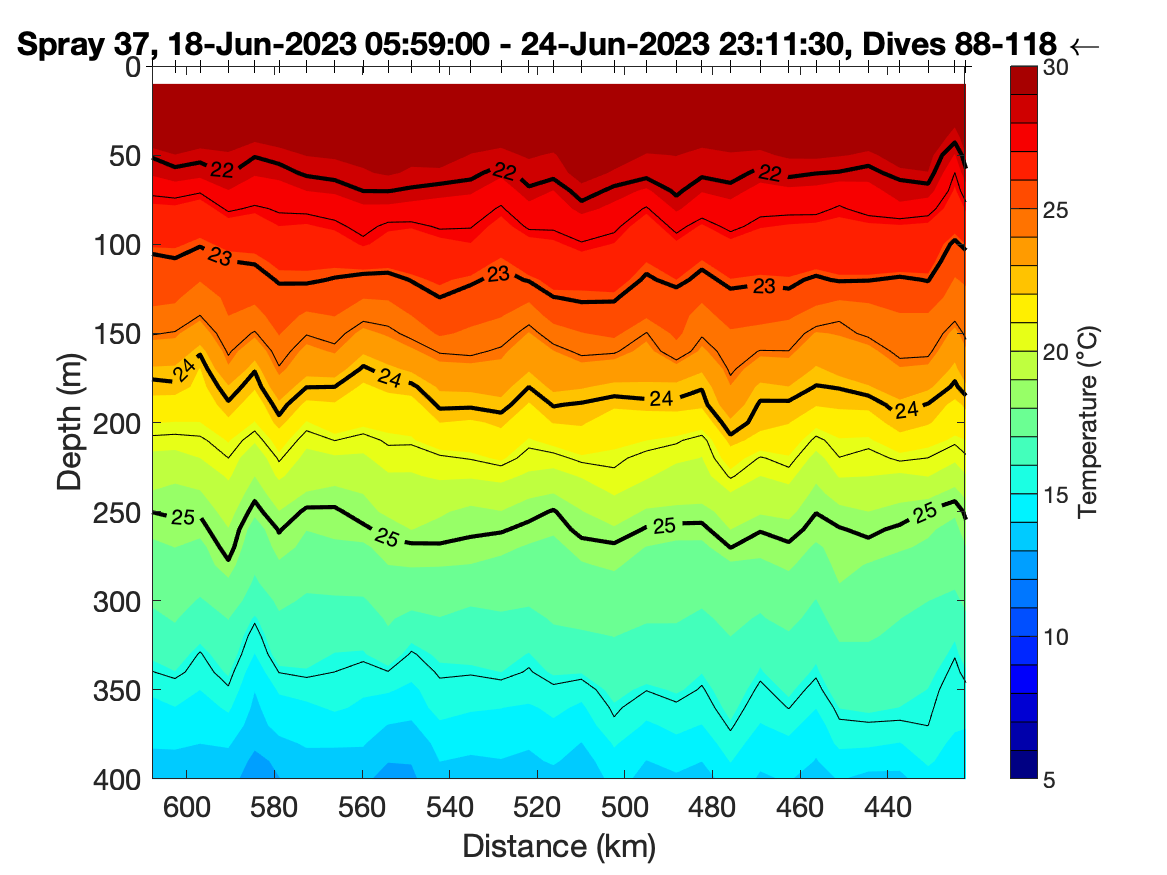 Spray 37, 18-Jun-2023 05:59:00 - 24-Jun-2023 23:11:30, Dives 88-118 ←
0
50
100
150
200
250
300
350
400
Depth (m)
22 22 22
23 23 23
24 24 24 24
25 25 25 25
600 580 560 540 520 500 480 460 440
Distance (km)
30
25
20
15
10
5
Temperature (°C)